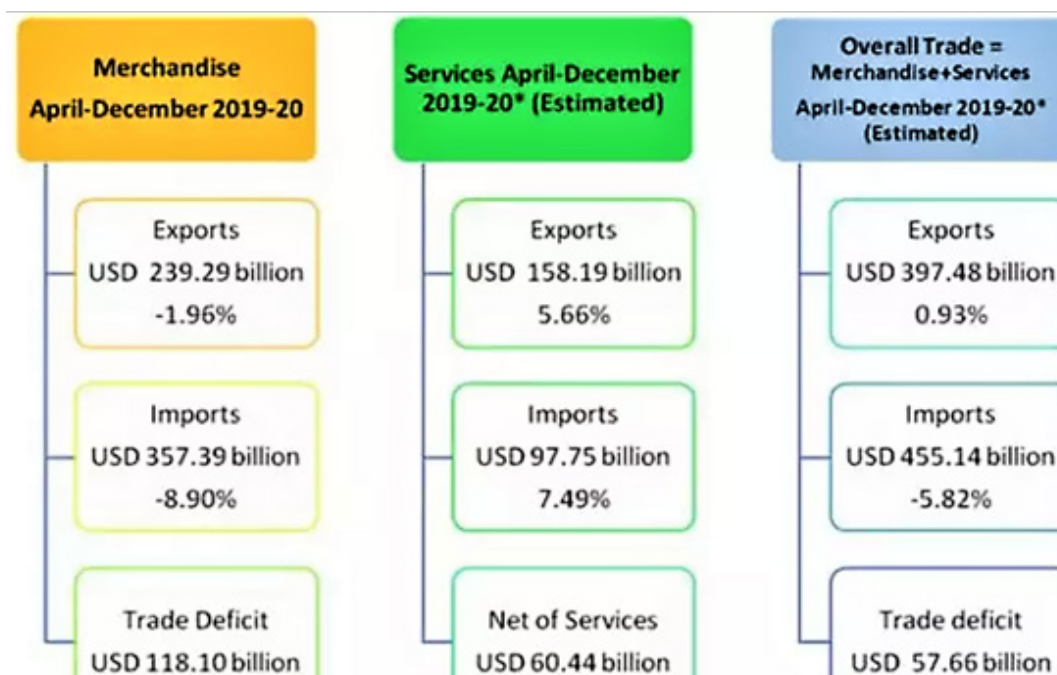 Merchandise
April-December 2019-20
Exports
USD 239.29 billion
-1.96%
Imports
USD 357.39 billion
-8.90%
Trade Deficit
USD 118.10 billion
Services April-December
2019-20* (Estimated)
Exports
USD 158.19 billion
5.66%
Imports
USD 97.75 billion
7.49%
Net of Services
USD 60.44 billion
Overall Trade =
Merchandise+Services
April-December 2019-20*
(Estimated)
Exports
USD 397.48 billion
0.93%
Imports
USD 455.14 billion
-5.82%
Trade deficit
USD 57.66 billion